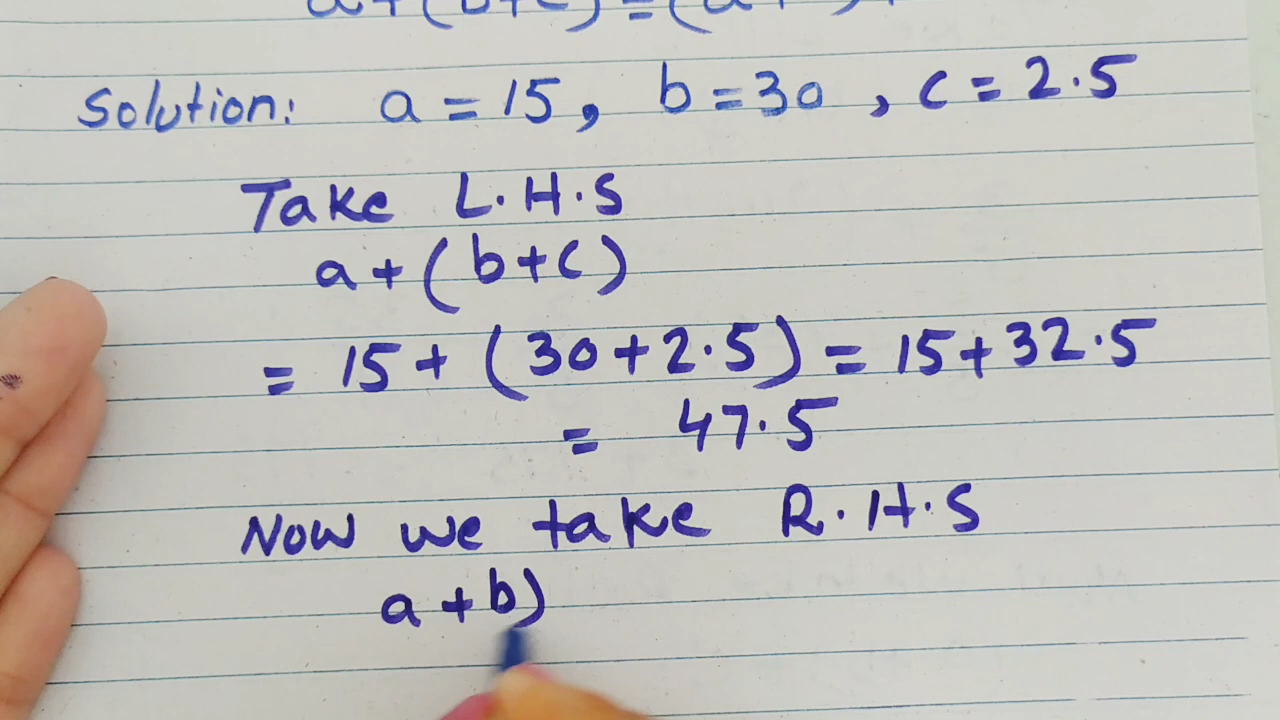 a+(b+c)=(a+
Solution: a=15, b=30, c=2.5
Take L.H.S
a+(b+c)
= 15+(30+2.5)=15+32.5
= 47.5
Now we take R.H.S
a+b)